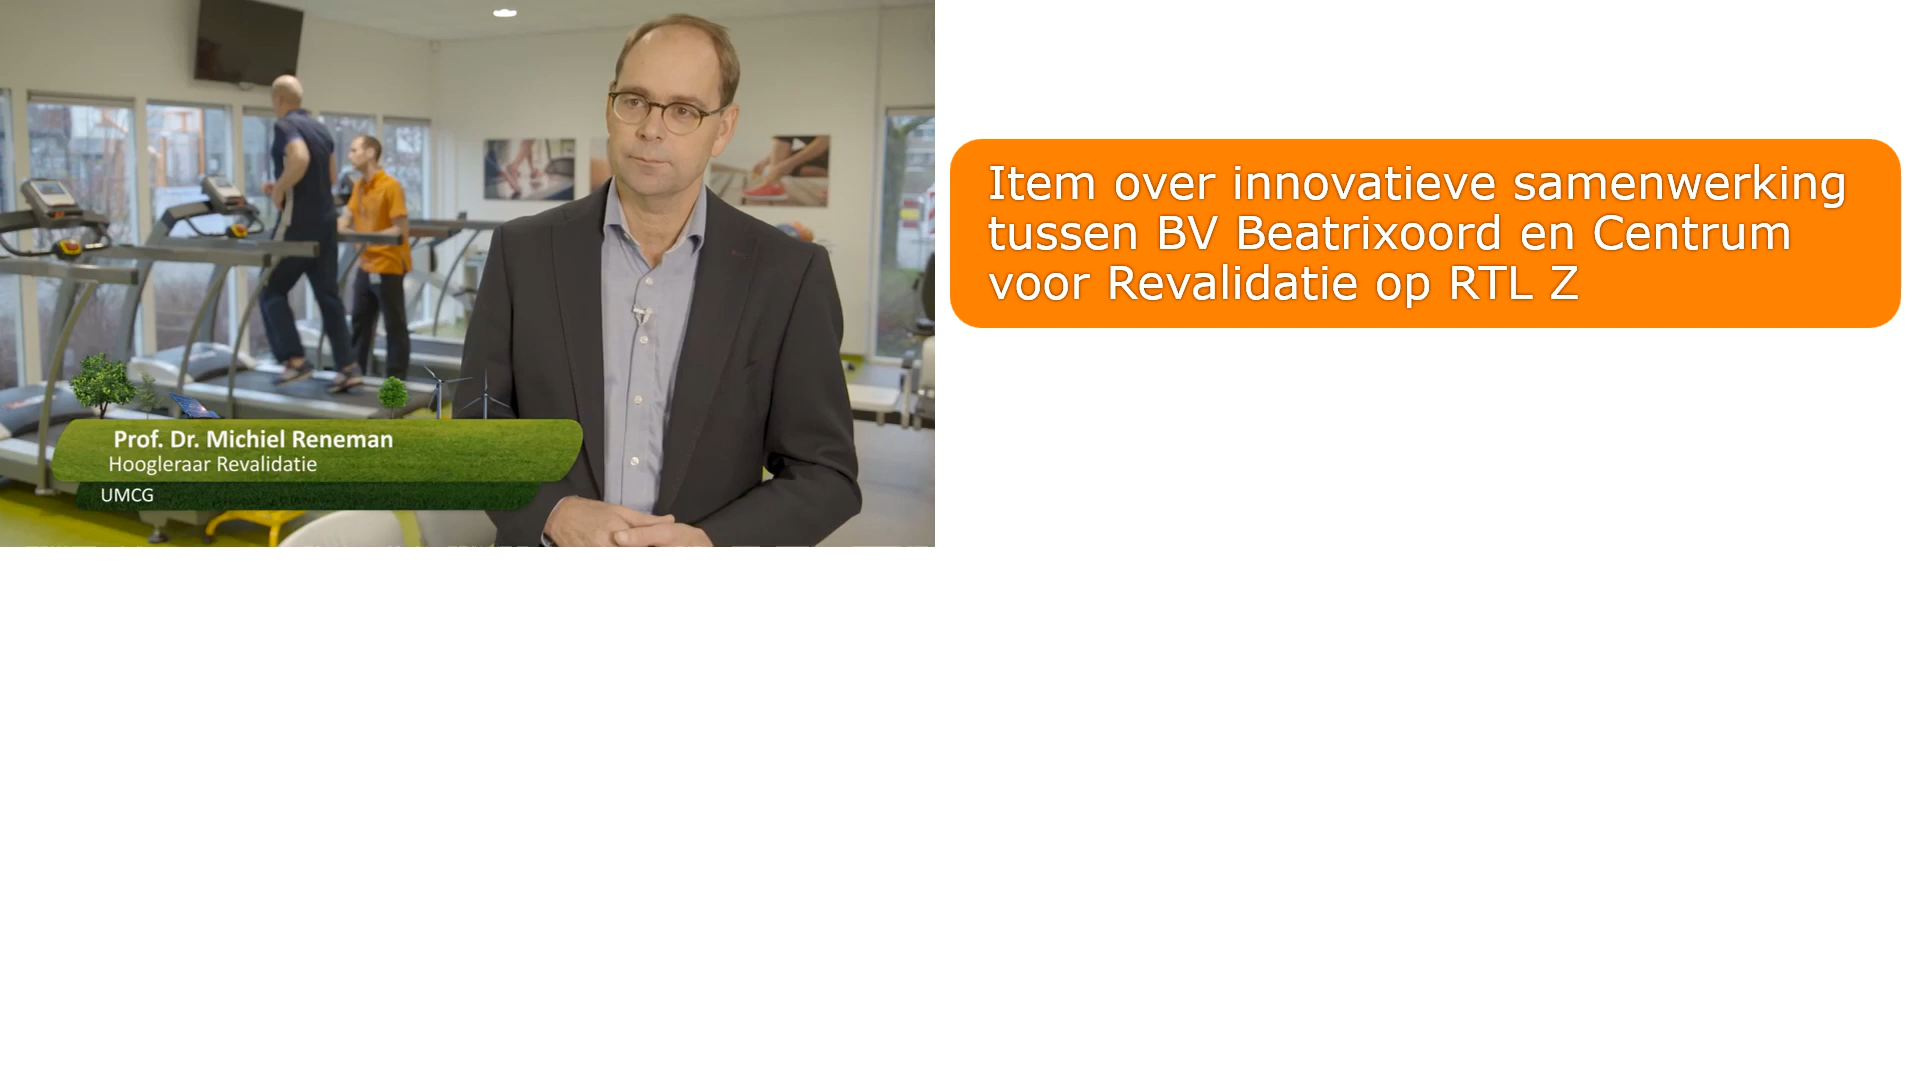 Item over innovatieve samenwerking
tussen BV Beatrixoord en Centrum
voor Revalidatie op RTL Z
Prof. Dr. Michiel Reneman
Hoogleraar Revalidatie
UMCG